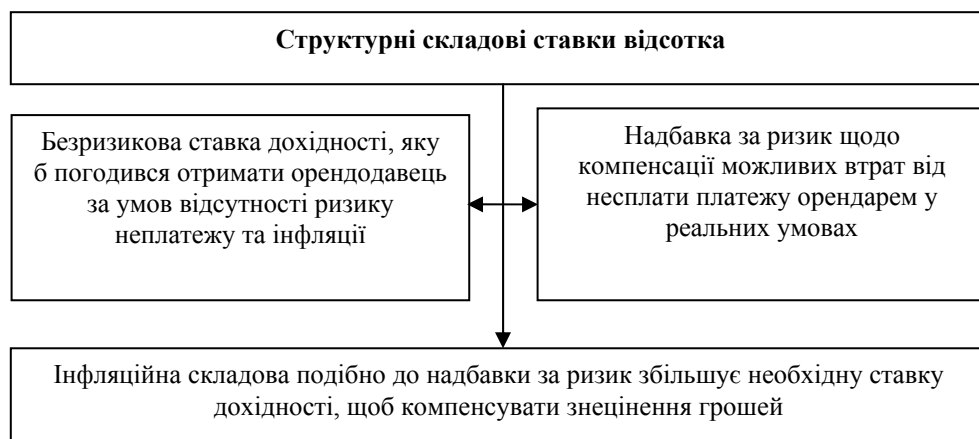 Структурні складові ставки відсотка
Безризикова ставка дохідності, яку
б погодився отримати орендодавець
за умов відсутності ризику
неплатежу та інфляції
Надбавка за ризик щодо
компенсації можливих втрат від
несплати платежу орендарем у
реальних умовах
Інфляційна складова подібно до надбавки за ризик збільшує необхідну ставку
дохідності, щоб компенсувати знецінення грошей